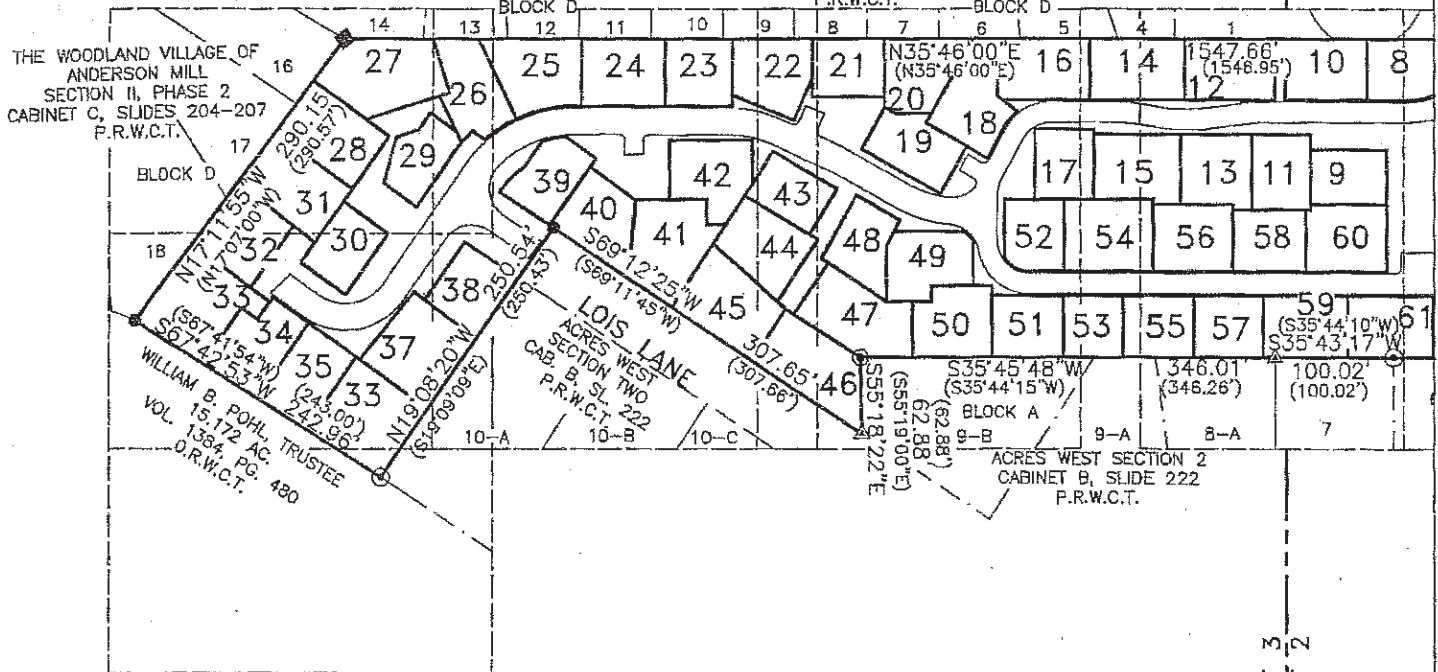 BLOCK D
P.R.W.C.T.
BLOCK D
14 13 12 11 10 9 8 7 6 5 4 1
THE WOODLAND VILLAGE OF
ANDERSON MILL
SECTION II, PHASE 2
CABINET C, SLIDES 204-207
P.R.W.C.T.
BLOCK D
16
17
18
27 26 25 24 23 22 21 20 19 18 16 14 12 10 8
N35°46'00"E
(N35°46'00"E)
1547.66'
(1546.95')
28 29 39 42 43 17 15 13 11 9
290.15'
(290.57')
N17°11'55"W
(N17°07'00"W)
31 30 40 41 44 48 49 52 54 56 58 60
32 33 34 35 33 37 38
250.54'
(250.43')
N19°08'20"W
(S19°09'09"E)
S69°12'25"W
(S69°11'45"W)
307.65'
(307.66')
45 47 46 50 51 53 55 57 59 61
LOIS LANE
ACRES WEST
SECTION TWO
CAB. B, SL. 222
P.R.W.C.T.
(S67°41'54"W)
S67°42'53"W
(243.00')
242.96'
WILLIAM B. POHL, TRUSTEE
15.172 AC.
VOL. 1384, PG. 480
O.R.W.C.T.
(S35°44'10"W)
S35°43'17"W
100.02'
(100.02')
S35°45'48"W
(S35°44'15"W)
346.01'
(346.26')
S55°18'22"E
(S55°19'00"E)
62.88'
(62.88')
BLOCK A
10-A 10-B 10-C 9-B 9-A 8-A 7
ACRES WEST SECTION 2
CABINET B, SLIDE 222
P.R.W.C.T.
3
2